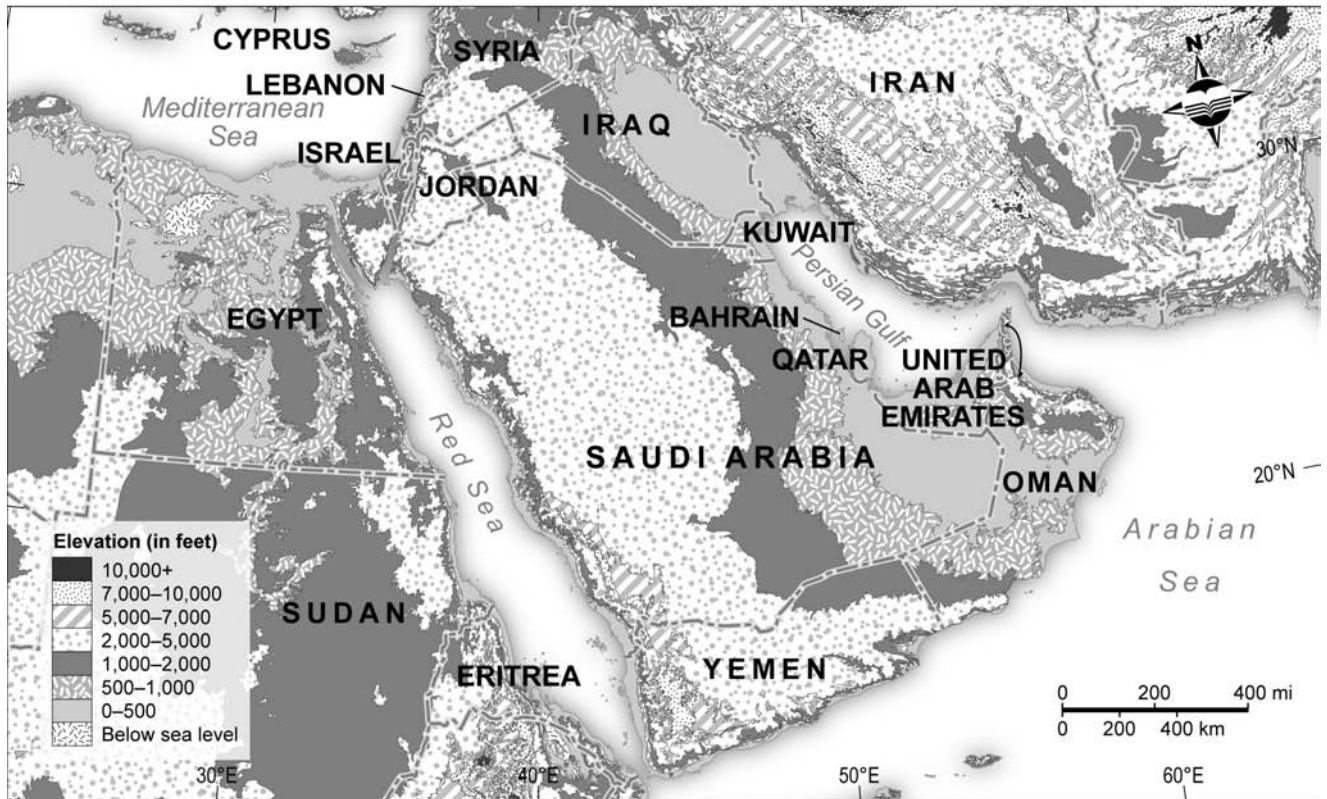 CYPRUS
SYRIA
LEBANON
Mediterranean
Sea
ISRAEL
JORDAN
IRAQ
IRAN
N
30°N
KUWAIT
Persian Gulf
EGYPT
BAHRAIN
QATAR
UNITED
ARAB
EMIRATES
Red Sea
SAUDI ARABIA
OMAN
20°N
Arabian
Sea
Elevation (in feet)
10,000+
7,000–10,000
5,000–7,000
2,000–5,000
1,000–2,000
500–1,000
0–500
Below sea level
SUDAN
ERITREA
YEMEN
0 200 400 mi
0 200 400 km
30°E
40°E
50°E
60°E